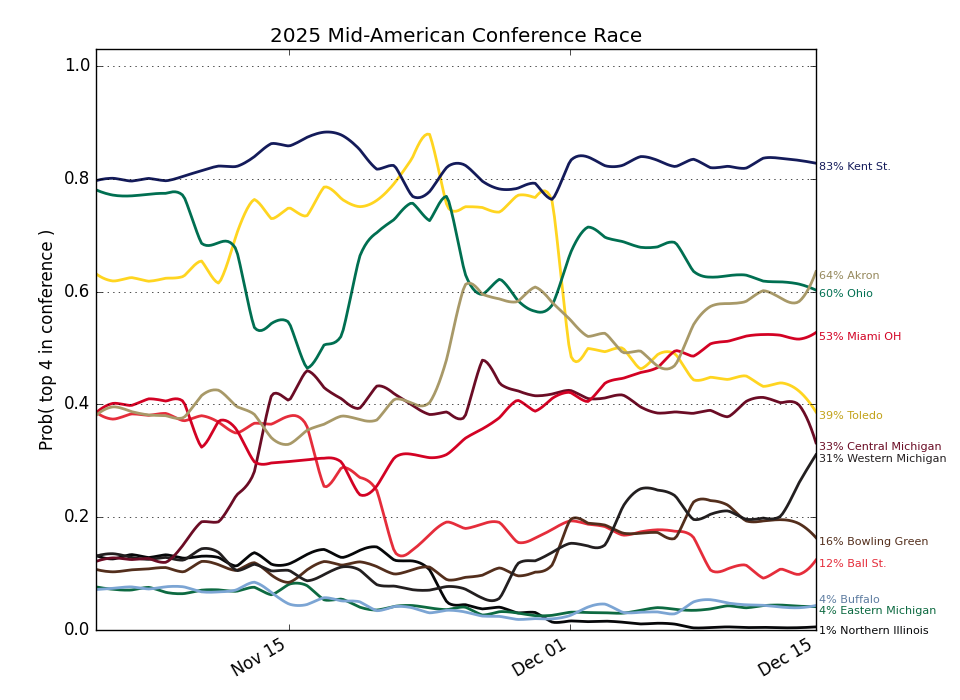 2025 Mid-American Conference Race
Prob( top 4 in conference )
1.0
0.8
0.6
0.4
0.2
0.0
Nov 15
Dec 01
Dec 15
83% Kent St.
64% Akron
60% Ohio
53% Miami OH
39% Toledo
33% Central Michigan
31% Western Michigan
16% Bowling Green
12% Ball St.
4% Buffalo
4% Eastern Michigan
1% Northern Illinois